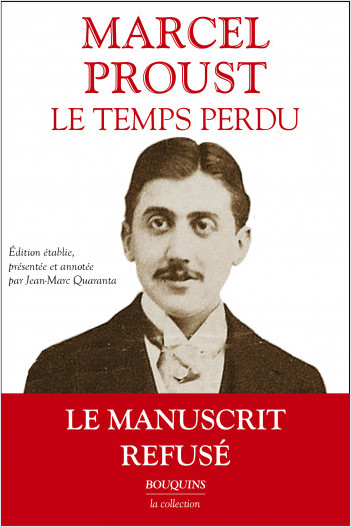 MARCEL
PROUST
LE TEMPS PERDU
Édition établie,
présentée et annotée
par Jean-Marc Quaranta
LE MANUSCRIT
REFUSÉ
BOUQUINS
la collection